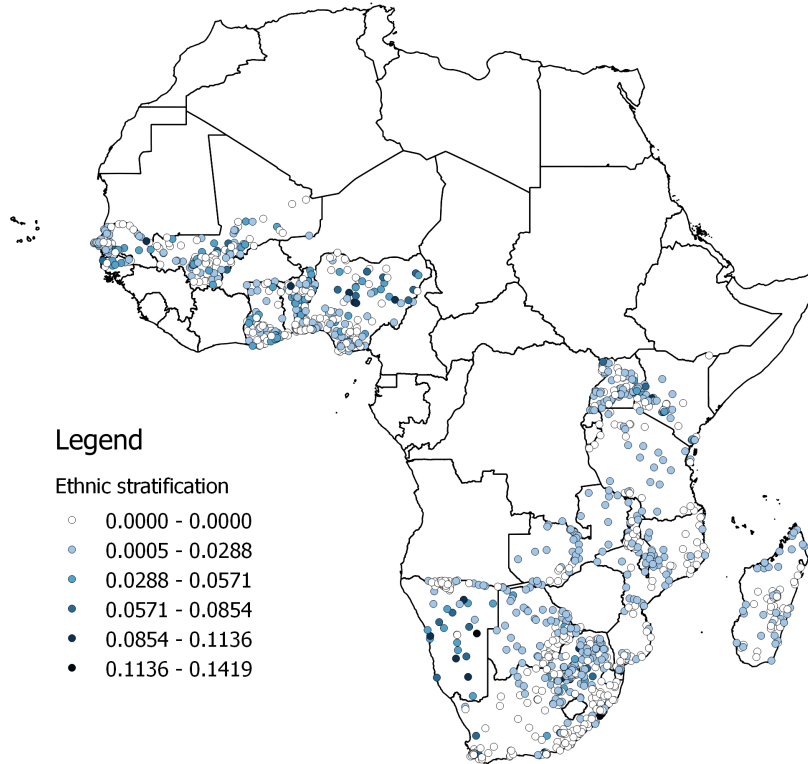 Legend
Ethnic stratification
0.0000 - 0.0000
0.0005 - 0.0288
0.0288 - 0.0571
0.0571 - 0.0854
0.0854 - 0.1136
0.1136 - 0.1419